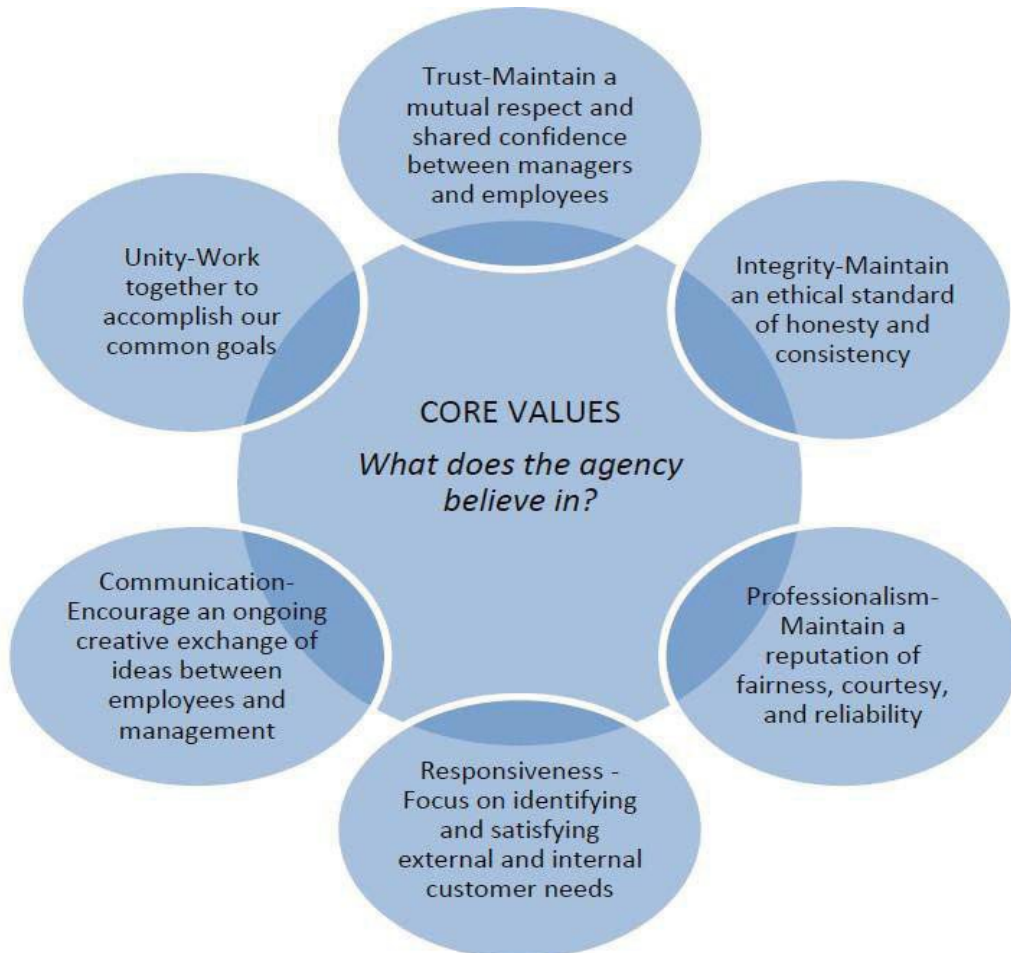 Trust-Maintain a
mutual respect and
shared confidence
between managers
and employees
Integrity-Maintain
an ethical standard
of honesty and
consistency
Professionalism-
Maintain a
reputation of
fairness, courtesy,
and reliability
Responsiveness -
Focus on identifying
and satisfying
external and internal
customer needs
Communication-
Encourage an ongoing
creative exchange of
ideas between
employees and
management
Unity-Work
together to
accomplish our
common goals
CORE VALUES
What does the agency
believe in?